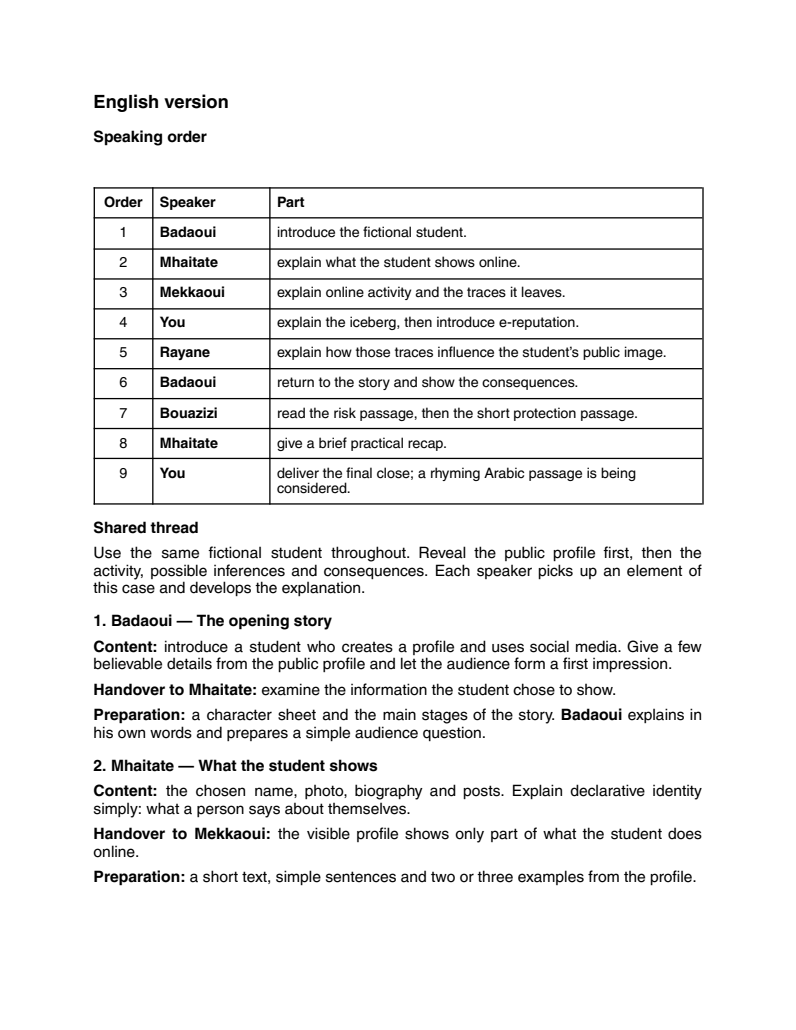 English version
Speaking order
Order Speaker Part
1 Badaoui introduce the fictional student.
2 Mhaitate explain what the student shows online.
3 Mekkaoui explain online activity and the traces it leaves.
4 You explain the iceberg, then introduce e-reputation.
5 Rayane explain how those traces influence the student's public image.
6 Badaoui return to the story and show the consequences.
7 Bouazizi read the risk passage, then the short protection passage.
8 Mhaitate give a brief practical recap.
9 You deliver the final close; a rhyming Arabic passage is being
considered.
Shared thread
Use the same fictional student throughout. Reveal the public profile first, then the
activity, possible inferences and consequences. Each speaker picks up an element of
this case and develops the explanation.
1. Badaoui — The opening story
Content: introduce a student who creates a profile and uses social media. Give a few
believable details from the public profile and let the audience form a first impression.
Handover to Mhaitate: examine the information the student chose to show.
Preparation: a character sheet and the main stages of the story. Badaoui explains in
his own words and prepares a simple audience question.
2. Mhaitate — What the student shows
Content: the chosen name, photo, biography and posts. Explain declarative identity
simply: what a person says about themselves.
Handover to Mekkaoui: the visible profile shows only part of what the student does
online.
Preparation: a short text, simple sentences and two or three examples from the profile.